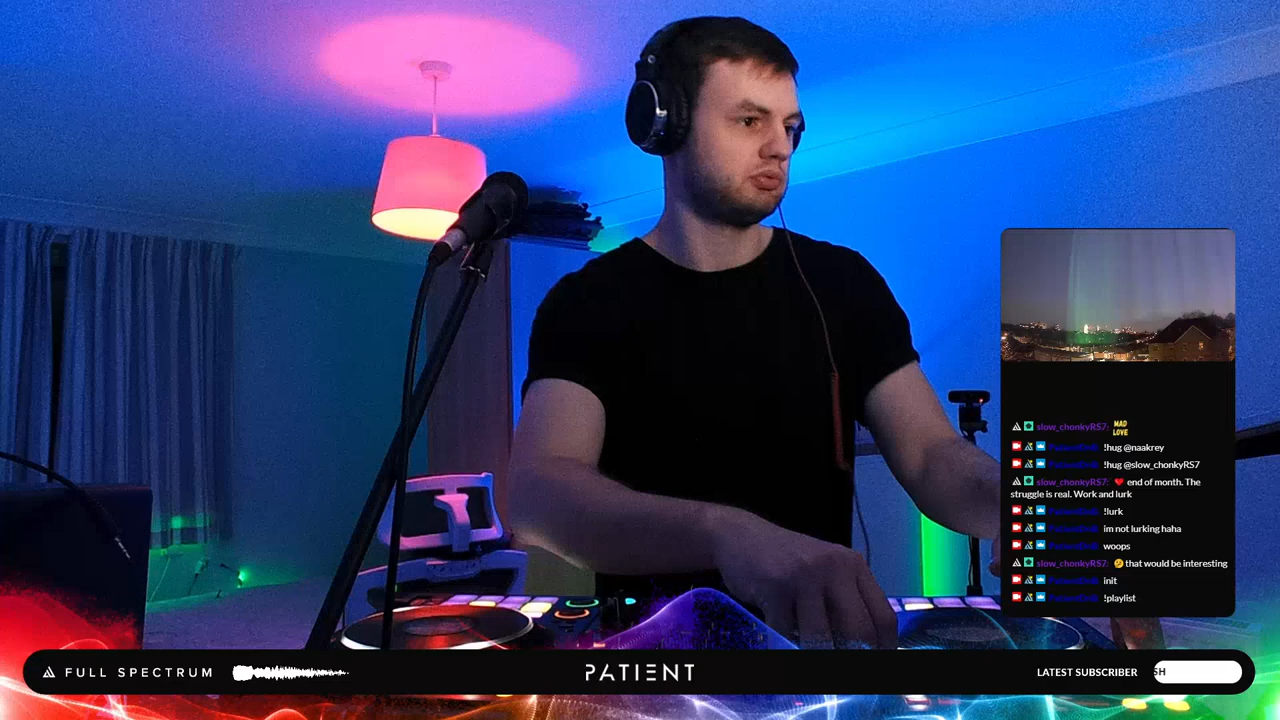 slow_chonkyRS7: MAD LOVE
!hug @naakrey
!hug @slow_chonkyRS7
slow_chonkyRS7: ❤️ end of month. The
struggle is real. Work and lurk
!lurk
im not lurking haha
woops
slow_chonkyRS7: 🤔 that would be interesting
init
!playlist
FULL SPECTRUM
PATIENT
LATEST SUBSCRIBER
SH